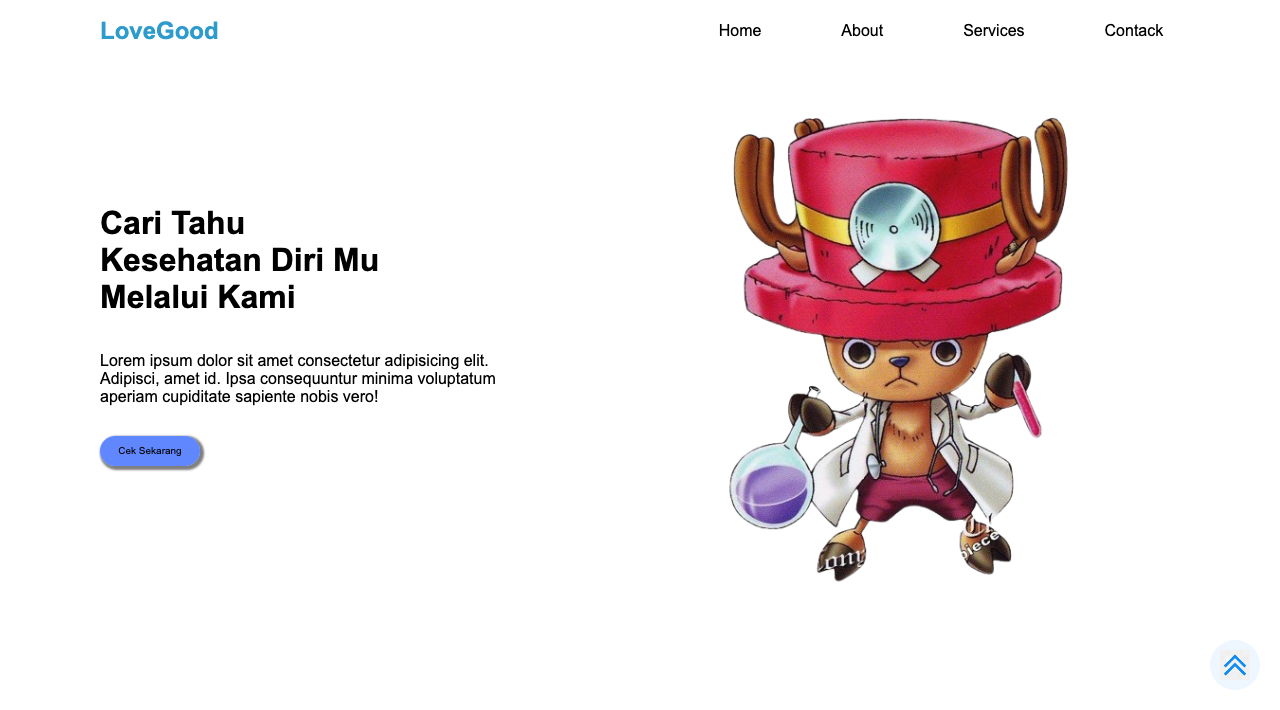 LoveGood
Home
About
Services
Contack
Cari Tahu
Kesehatan Diri Mu
Melalui Kami
Lorem ipsum dolor sit amet consectetur adipisicing elit.
Adipisci, amet id. Ipsa consequuntur minima voluptatum
aperiam cupiditate sapiente nobis vero!
Cek Sekarang
piece